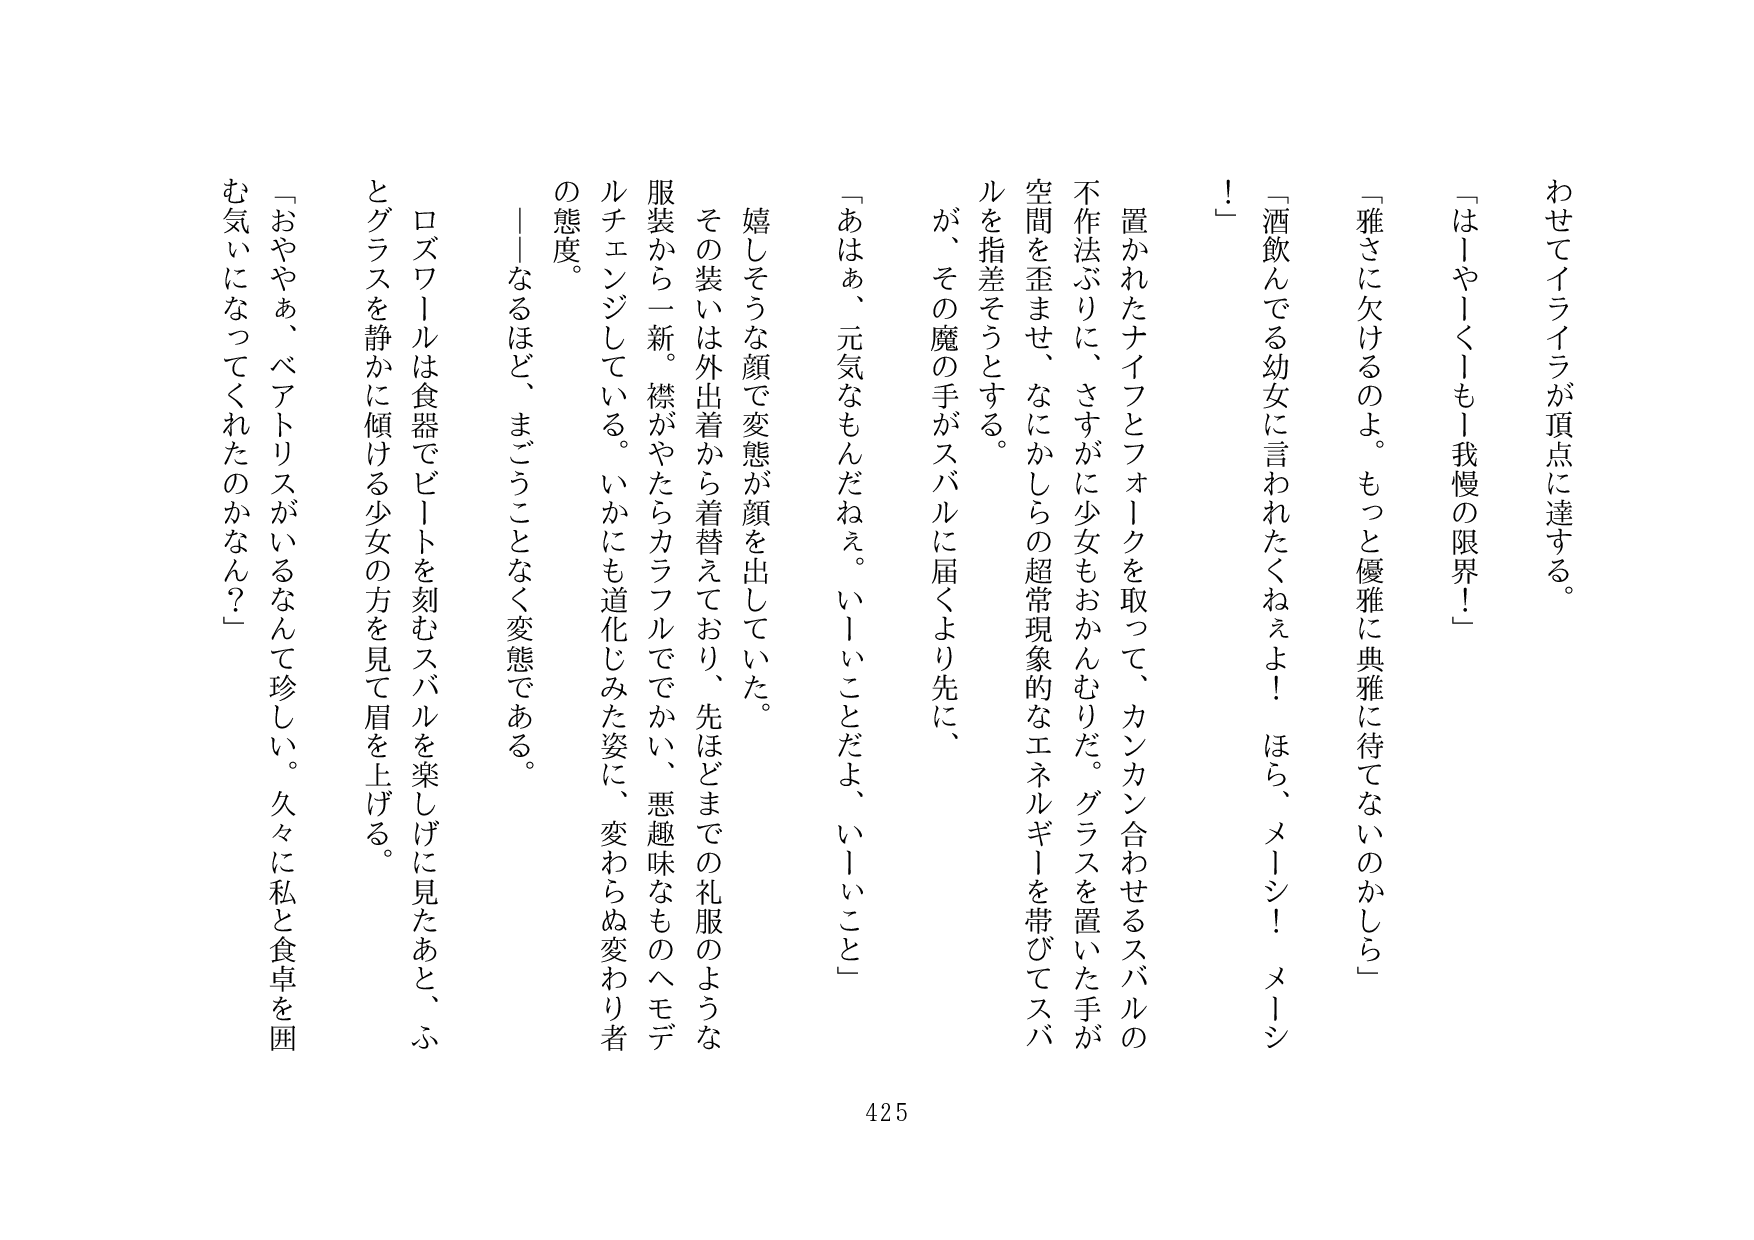 わせてイライラが頂点に達する。
「はーやーくーもー我慢の限界！」
「雅さに欠けるのよ。もっと優雅に典雅に待てないのかしら」
「酒飲んでる幼女に言われたくねぇよ！　ほら、メーシ！　メーシ
！」
　置かれたナイフとフォークを取って、カンカン合わせるスバルの
不作法ぶりに、さすがに少女もおかんむりだ。グラスを置いた手が
空間を歪ませ、なにかしらの超常現象的なエネルギーを帯びてスバ
ルを指差そうとする。
　が、その魔の手がスバルに届くより先に、
「あはぁ、元気なもんだねぇ。いーいことだよ、いーいこと」
　嬉しそうな顔で変態が顔を出していた。
　その装いは外出着から着替えており、先ほどまでの礼服のような
服装から一新。襟がやたらカラフルででかい、悪趣味なものへモデ
ルチェンジしている。いかにも道化じみた姿に、変わらぬ変わり者
の態度。
　――なるほど、まごうことなく変態である。
　ロズワールは食器でビートを刻むスバルを楽しげに見たあと、ふ
とグラスを静かに傾ける少女の方を見て眉を上げる。
「おややぁ、ベアトリスがいるなんて珍しい。久々に私と食卓を囲
む気いになってくれたのかなん？」
425